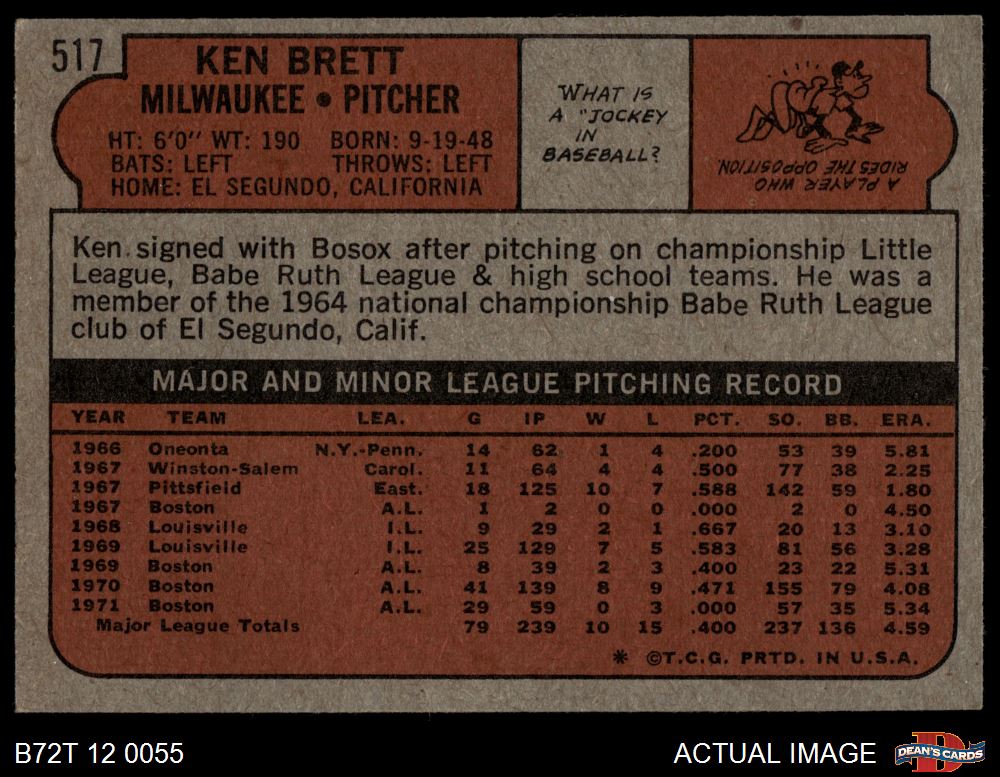 517
KEN BRETT
MILWAUKEE • PITCHER
HT: 6'0" WT: 190 BORN: 9-19-48
BATS: LEFT THROWS: LEFT
HOME: EL SEGUNDO, CALIFORNIA
WHAT IS
A "JOCKEY
IN
BASEBALL?
A PLAYER WHO
RIDES THE OPPOSITION.
Ken signed with Bosox after pitching on championship Little
League, Babe Ruth League & high school teams. He was a
member of the 1964 national championship Babe Ruth League
club of El Segundo, Calif.
MAJOR AND MINOR LEAGUE PITCHING RECORD
YEAR TEAM LEA. G IP W L PCT. SO. BB. ERA.
1966 Oneonta N.Y.-Penn. 14 62 1 4 .200 53 39 5.81
1967 Winston-Salem Carol. 11 64 4 4 .500 77 38 2.25
1967 Pittsfield East. 18 125 10 7 .588 142 59 1.80
1967 Boston A.L. 1 2 0 0 .000 2 0 4.50
1968 Louisville I.L. 9 29 2 1 .667 20 13 3.10
1969 Louisville I.L. 25 129 7 5 .583 81 56 3.28
1969 Boston A.L. 8 39 2 3 .400 23 22 5.31
1970 Boston A.L. 41 139 8 9 .471 155 79 4.08
1971 Boston A.L. 29 59 0 3 .000 57 35 5.34
Major League Totals 79 239 10 15 .400 237 136 4.59
* ©T.C.G. PRTD. IN U.S.A.
B72T 12 0055
ACTUAL IMAGE
D
DEAN'S CARDS